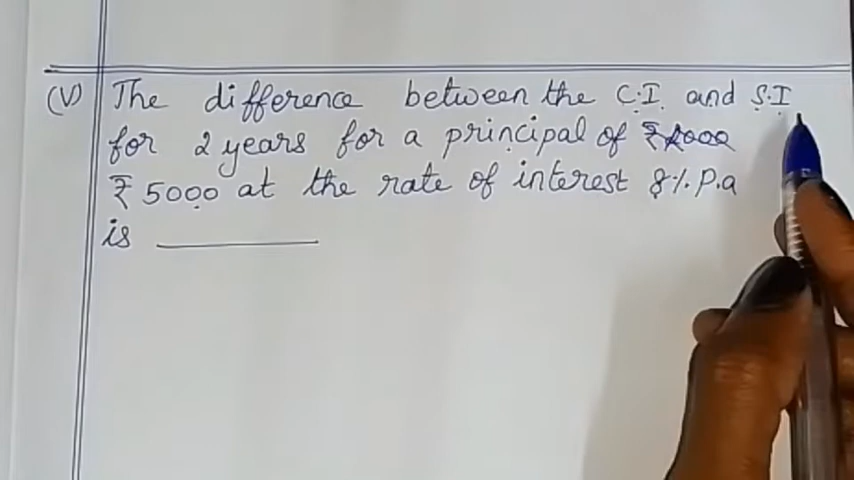 (V) The difference between the C.I. and S.I
for 2 years for a principal of
₹ 5000 at the rate of interest 8%. P.a
is